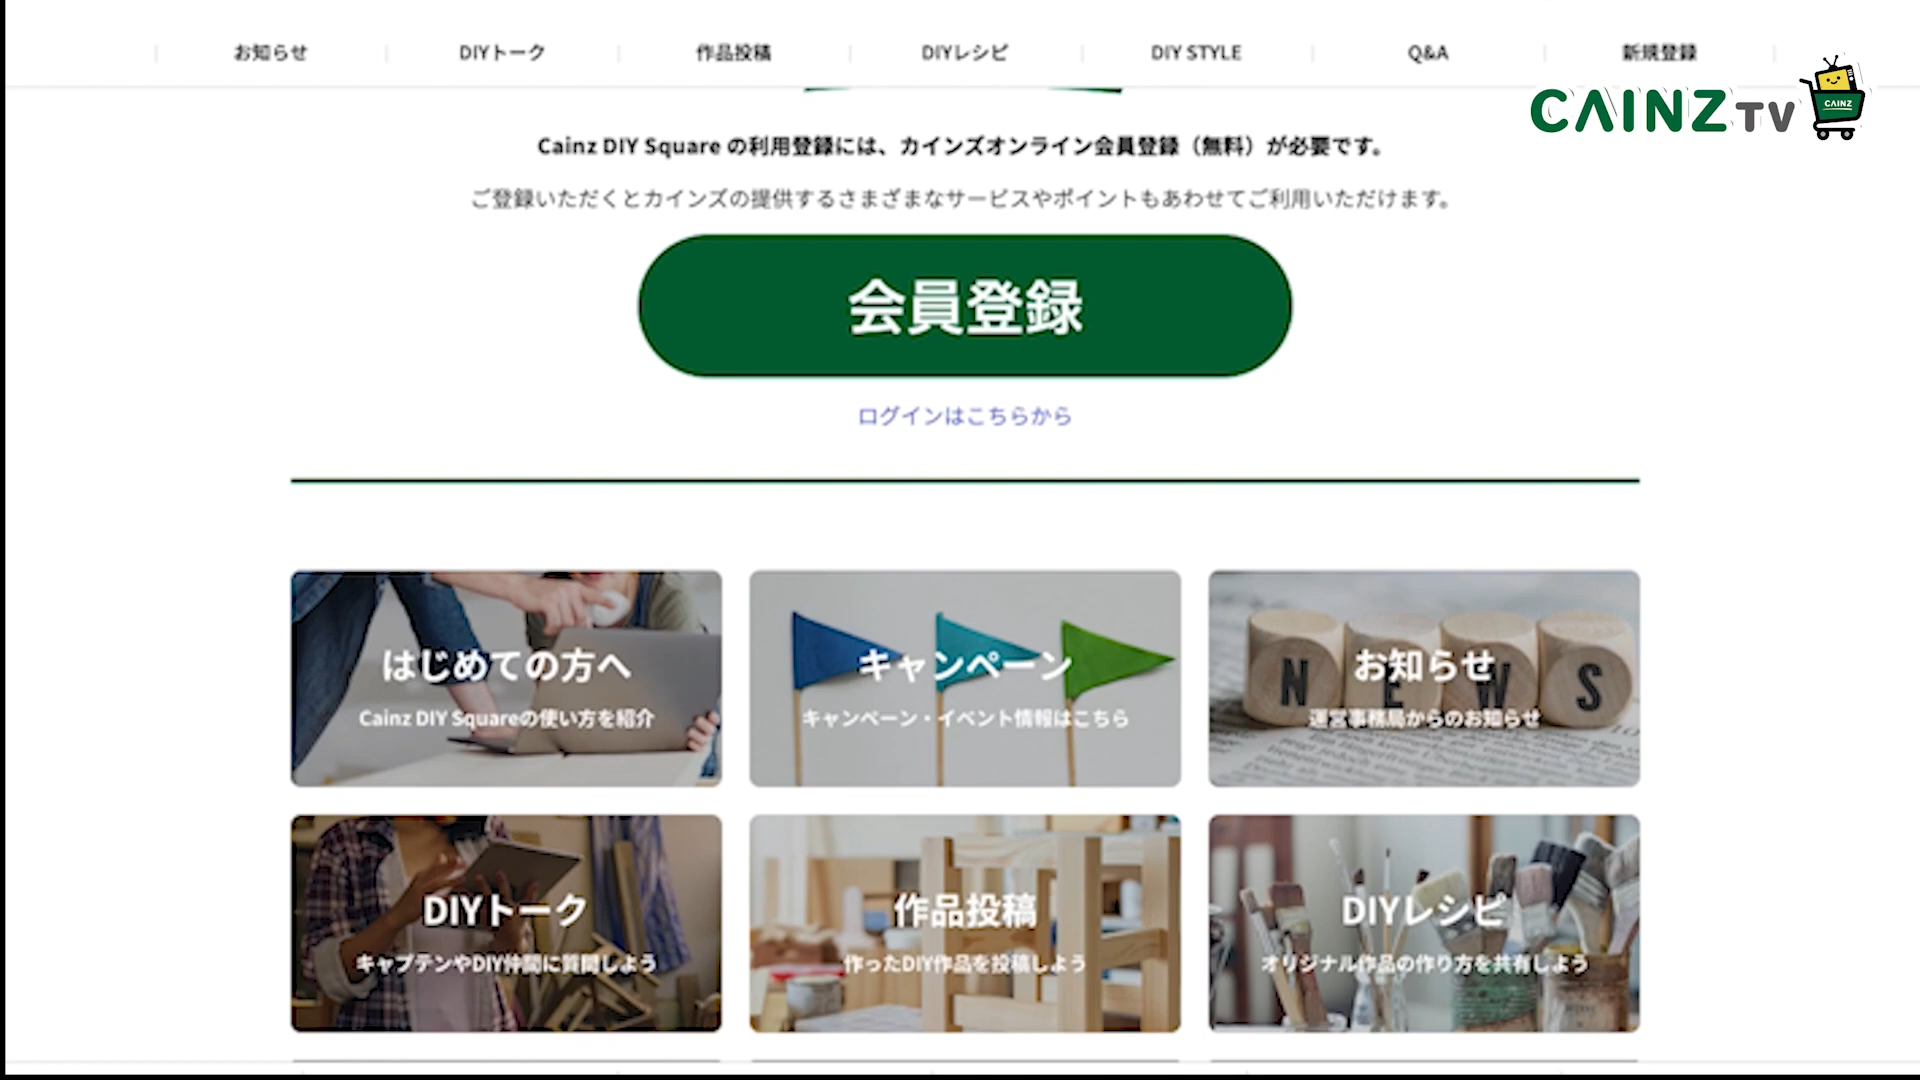 お知らせ
DIYトーク
作品投稿
DIYレシピ
DIY STYLE
Q&A
新規登録
CAINZ TV
CAINZ
Cainz DIY Square の利用登録には、カインズオンライン会員登録（無料）が必要です。
ご登録いただくとカインズの提供するさまざまなサービスやポイントもあわせてご利用いただけます。
会員登録
ログインはこちらから
はじめての方へ
Cainz DIY Squareの使い方を紹介
キャンペーン
キャンペーン・イベント情報はこちら
NEWS
お知らせ
運営事務局からのお知らせ
DIYトーク
キャプテンやDIY仲間に質問しよう
作品投稿
作ったDIY作品を投稿しよう
DIYレシピ
オリジナル作品の作り方を共有しよう